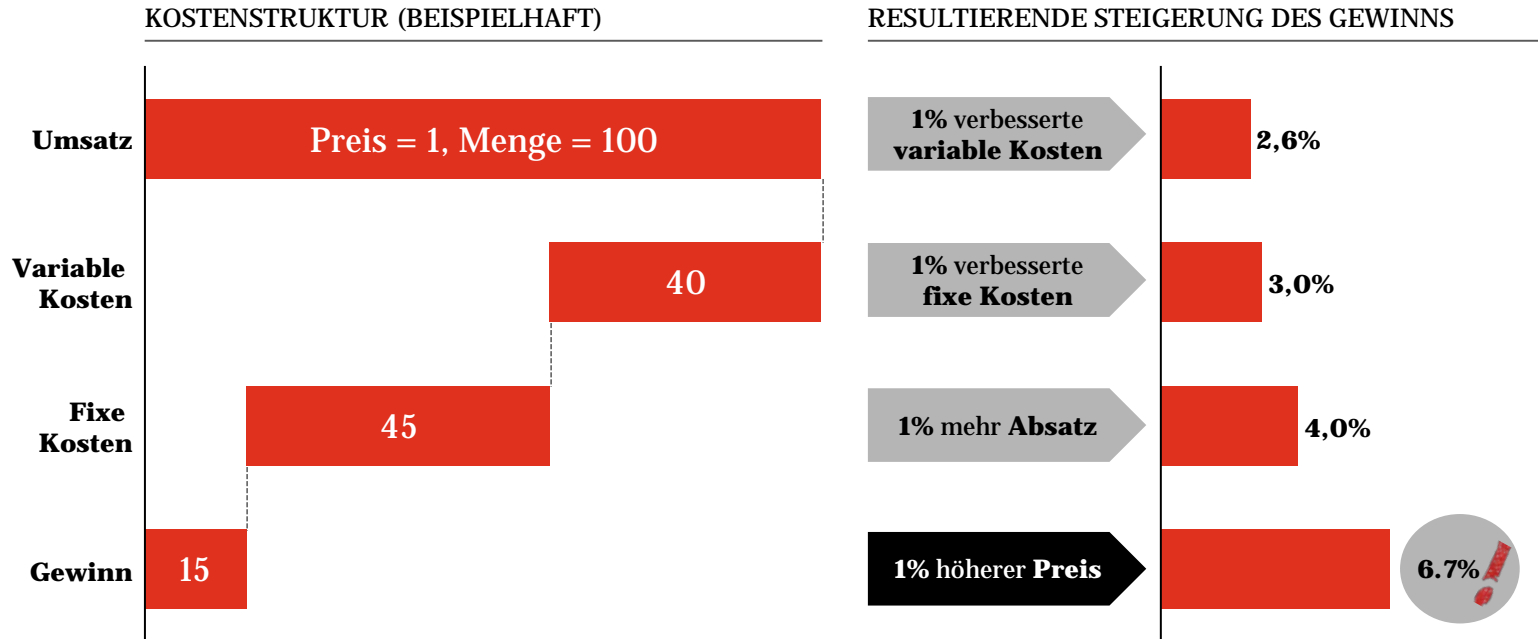 KOSTENSTRUKTUR (BEISPIELHAFT)
Umsatz
Preis = 1, Menge = 100
Variable
Kosten
40
Fixe
Kosten
45
Gewinn
15
RESULTIERENDE STEIGERUNG DES GEWINNS
1% verbesserte
variable Kosten
2,6%
1% verbesserte
fixe Kosten
3,0%
1% mehr Absatz
4,0%
1% höherer Preis
6.7%
!